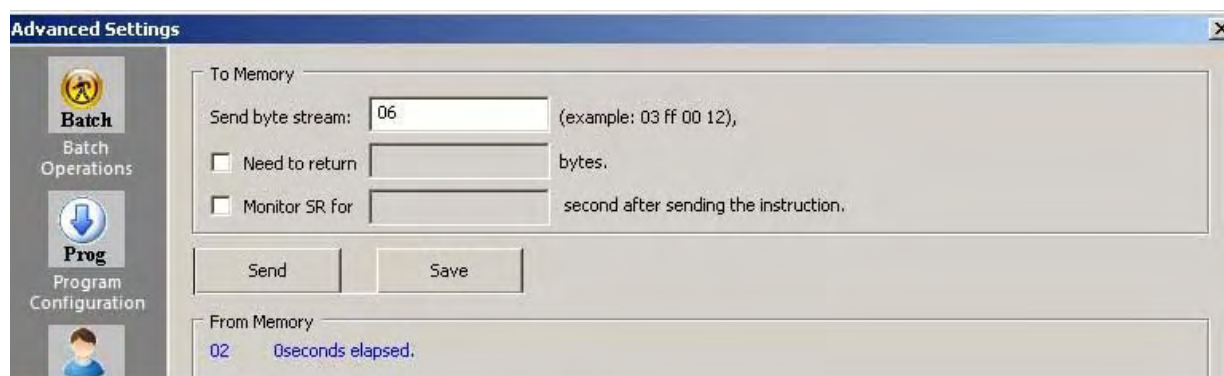 Advanced Settings
Batch
Batch
Operations
Prog
Program
Configuration
To Memory
Send byte stream: 06 (example: 03 ff 00 12),
Need to return bytes.
Monitor SR for second after sending the instruction.
Send Save
From Memory
02 0seconds elapsed.